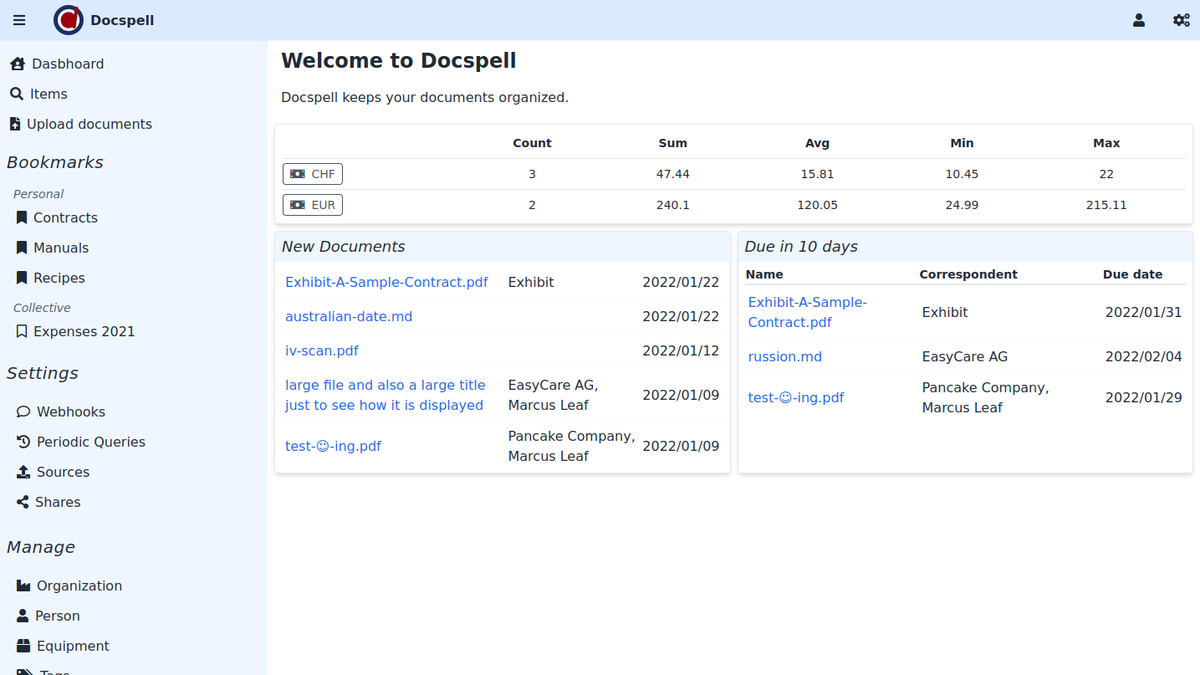 Docspell
Dasbhoard
Items
Upload documents
Bookmarks
Personal
Contracts
Manuals
Recipes
Collective
Expenses 2021
Settings
Webhooks
Periodic Queries
Sources
Shares
Manage
Organization
Person
Equipment
Tags
Welcome to Docspell
Docspell keeps your documents organized.
Count Sum Avg Min Max
CHF 3 47.44 15.81 10.45 22
EUR 2 240.1 120.05 24.99 215.11
New Documents
Exhibit-A-Sample-Contract.pdf Exhibit 2022/01/22
australian-date.md 2022/01/22
iv-scan.pdf 2022/01/12
large file and also a large title EasyCare AG, 2022/01/09
just to see how it is displayed Marcus Leaf
test-☺-ing.pdf Pancake Company, 2022/01/09
Marcus Leaf
Due in 10 days
Name Correspondent Due date
Exhibit-A-Sample- Exhibit 2022/01/31
Contract.pdf
russion.md EasyCare AG 2022/02/04
test-☺-ing.pdf Pancake Company, 2022/01/29
Marcus Leaf